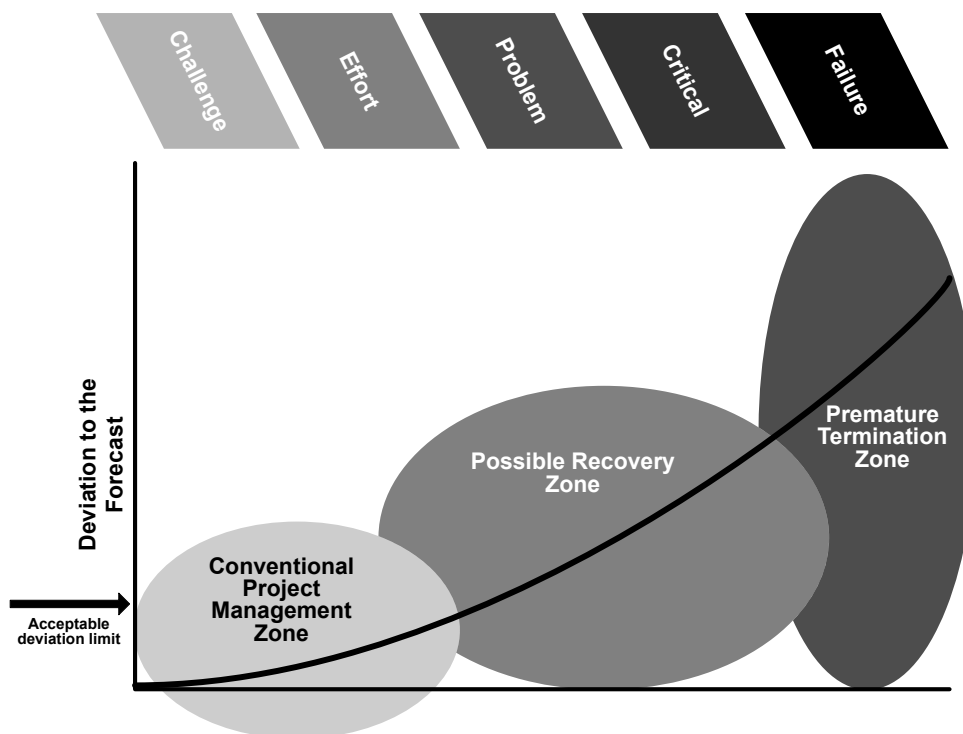 Challenge
Effort
Problem
Critical
Failure
Deviation to the
Forecast
Premature
Termination
Zone
Possible Recovery
Zone
Conventional
Project
Management
Zone
Acceptable
deviation limit